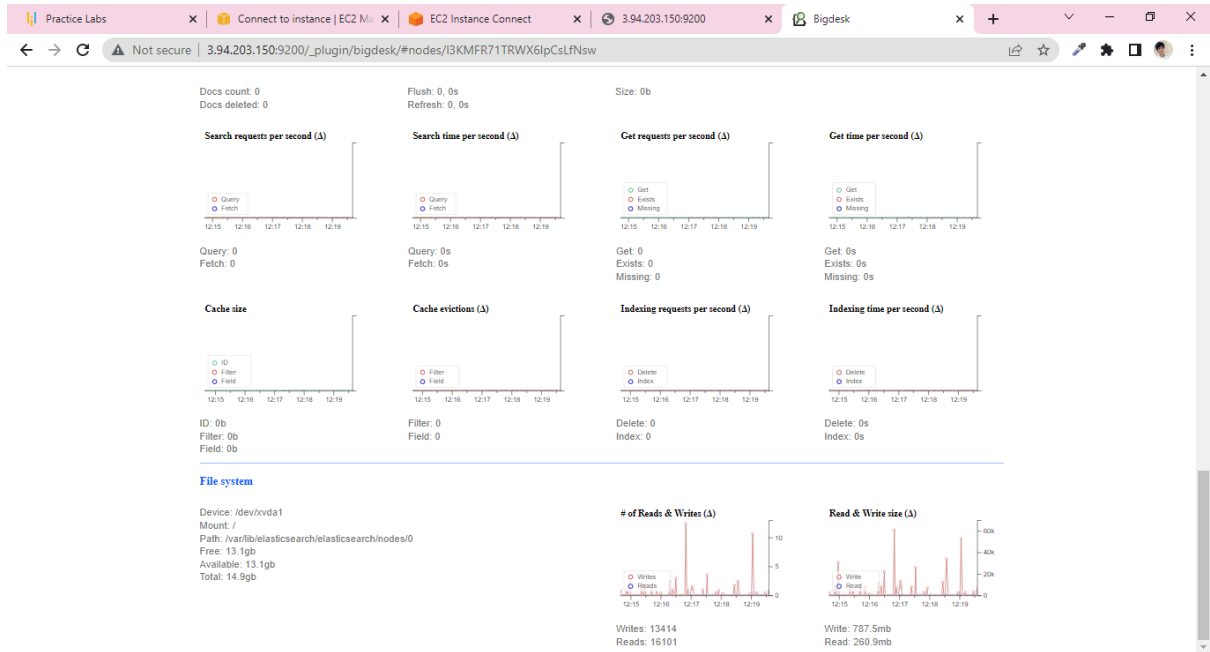 Practice Labs
Connect to instance | EC2 Ma
EC2 Instance Connect
3.94.203.150:9200
Bigdesk
Not secure
3.94.203.150:9200/_plugin/bigdesk/#nodes/I3KMFR71TRWX6IpCsLfNsw
Docs count: 0
Docs deleted: 0
Flush: 0, 0s
Refresh: 0, 0s
Size: 0b
Search requests per second (Δ)
Query
Fetch
12:15 12:16 12:17 12:18 12:19
Query: 0
Fetch: 0
Search time per second (Δ)
Query
Fetch
12:15 12:16 12:17 12:18 12:19
Query: 0s
Fetch: 0s
Get requests per second (Δ)
Get
Exists
Missing
12:15 12:16 12:17 12:18 12:19
Get: 0
Exists: 0
Missing: 0
Get time per second (Δ)
Get
Exists
Missing
12:15 12:16 12:17 12:18 12:19
Get: 0s
Exists: 0s
Missing: 0s
Cache size
ID
Filter
Field
12:15 12:16 12:17 12:18 12:19
ID: 0b
Filter: 0b
Field: 0b
Cache evictions (Δ)
Filter
Field
12:15 12:16 12:17 12:18 12:19
Filter: 0
Field: 0
Indexing requests per second (Δ)
Delete
Index
12:15 12:16 12:17 12:18 12:19
Delete: 0
Index: 0
Indexing time per second (Δ)
Delete
Index
12:15 12:16 12:17 12:18 12:19
Delete: 0s
Index: 0s
File system
Device: /dev/xvda1
Mount: /
Path: /var/lib/elasticsearch/elasticsearch/nodes/0
Free: 13.1gb
Available: 13.1gb
Total: 14.9gb
# of Reads & Writes (Δ)
10
5
0
Writes
Reads
12:15 12:16 12:17 12:18 12:19
Writes: 13414
Reads: 16101
Read & Write size (Δ)
60k
40k
20k
0
Write
Read
12:15 12:16 12:17 12:18 12:19
Write: 787.5mb
Read: 260.9mb